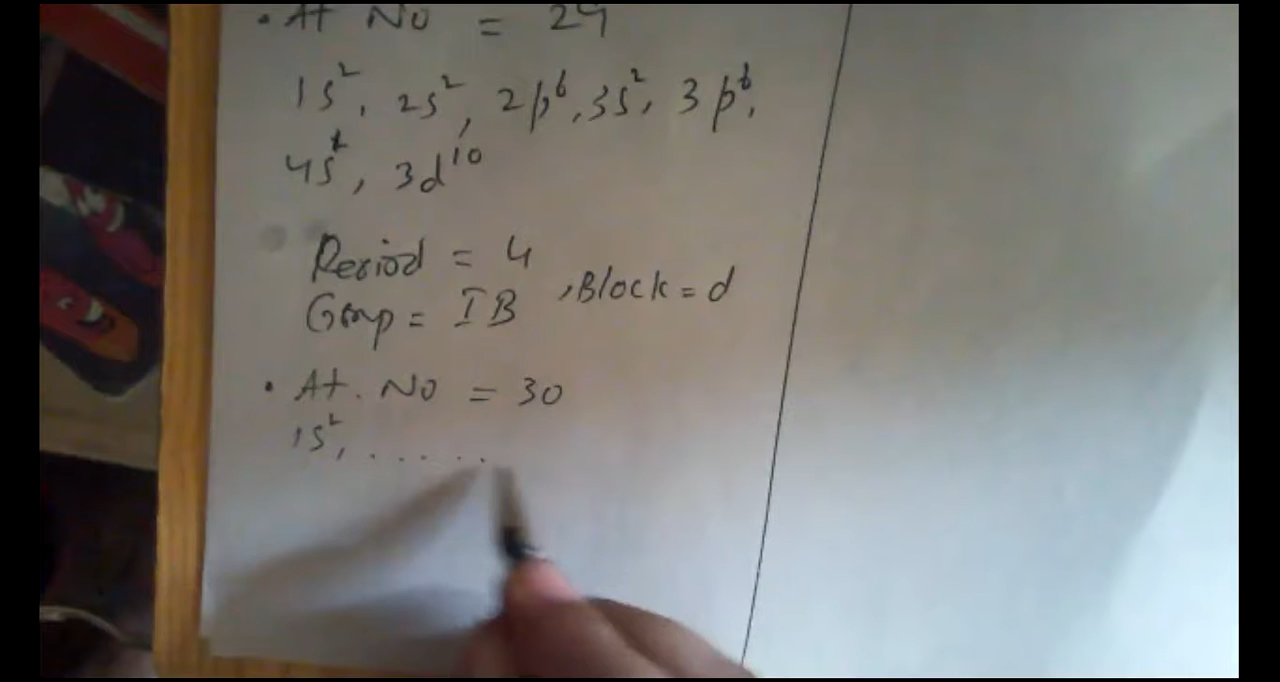 • At No = 29
1s², 2s², 2p⁶, 3s², 3p⁶,
4s¹, 3d¹⁰
Period = 4
Group = IB , Block = d
• At. No = 30
1s², . . . . .